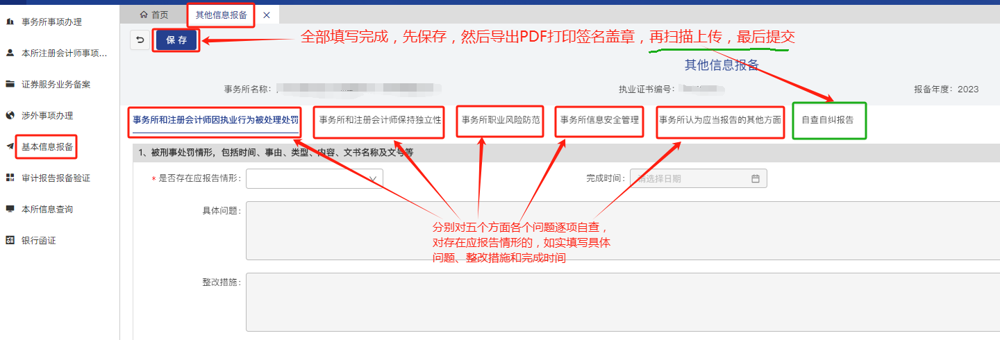 首页
其他信息报备
事务所事项办理
本所注册会计师事项...
证券服务业务备案
涉外事项办理
基本信息报备
审计报告报备验证
本所信息查询
银行函证
保 存
全部填写完成，先保存，然后导出PDF打印签名盖章，再扫描上传，最后提交
其他信息报备
事务所名称：
执业证书编号：
报备年度：2023
事务所和注册会计师因执业行为被处理处罚
事务所和注册会计师保持独立性
事务所职业风险防范
事务所信息安全管理
事务所认为应当报告的其他方面
自查自纠报告
1、被刑事处罚情形，包括时间、事由、类型、内容、文书名称及文号等
* 是否存在应报告情形：
完成时间：
请选择日期
具体问题：
分别对五个方面各个问题逐项自查，
对存在应报告情形的，如实填写具体
问题、整改措施和完成时间
整改措施：